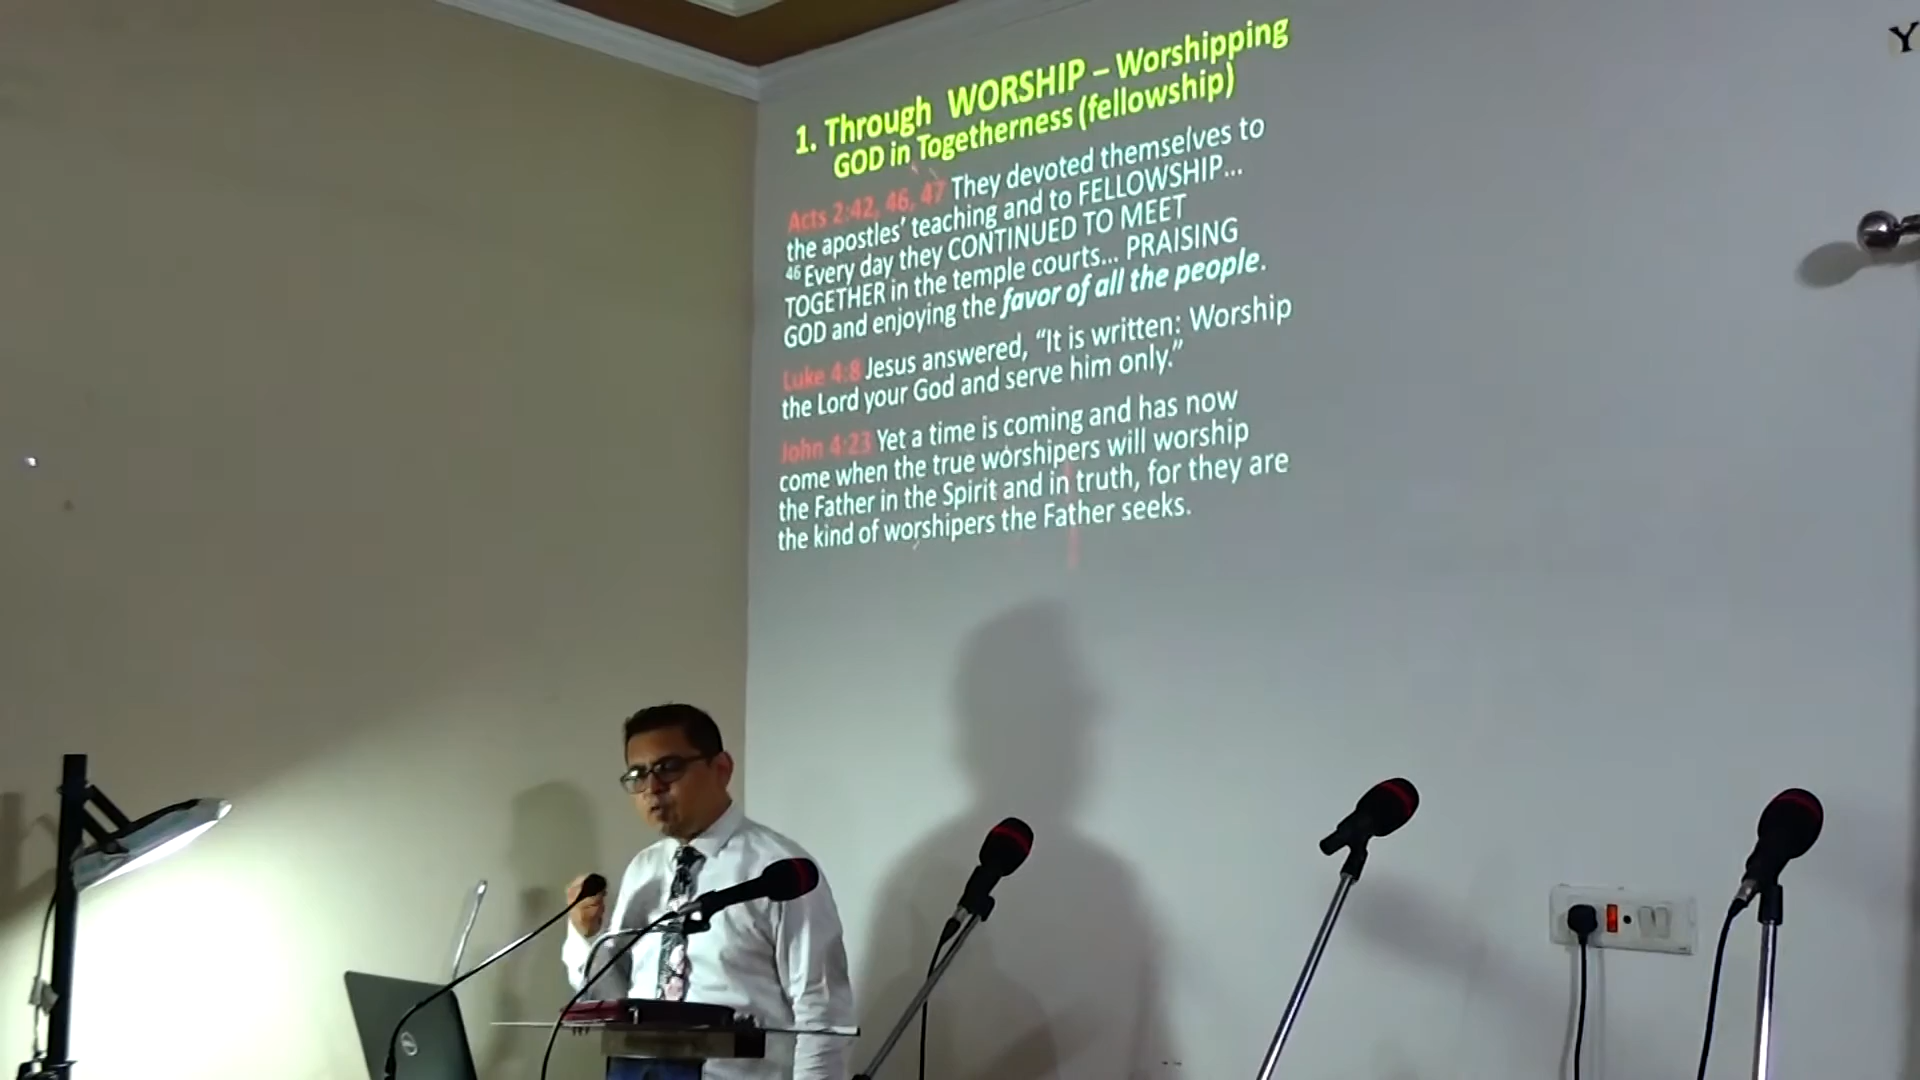 1. Through WORSHIP – Worshipping
GOD in Togetherness (fellowship)
Acts 2:42, 46, 47 They devoted themselves to
the apostles’ teaching and to FELLOWSHIP...
46 Every day they CONTINUED TO MEET
TOGETHER in the temple courts... PRAISING
GOD and enjoying the favor of all the people.
Luke 4:8 Jesus answered, “It is written: Worship
the Lord your God and serve him only.”
John 4:23 Yet a time is coming and has now
come when the true worshipers will worship
the Father in the Spirit and in truth, for they are
the kind of worshipers the Father seeks.
Y
DELL